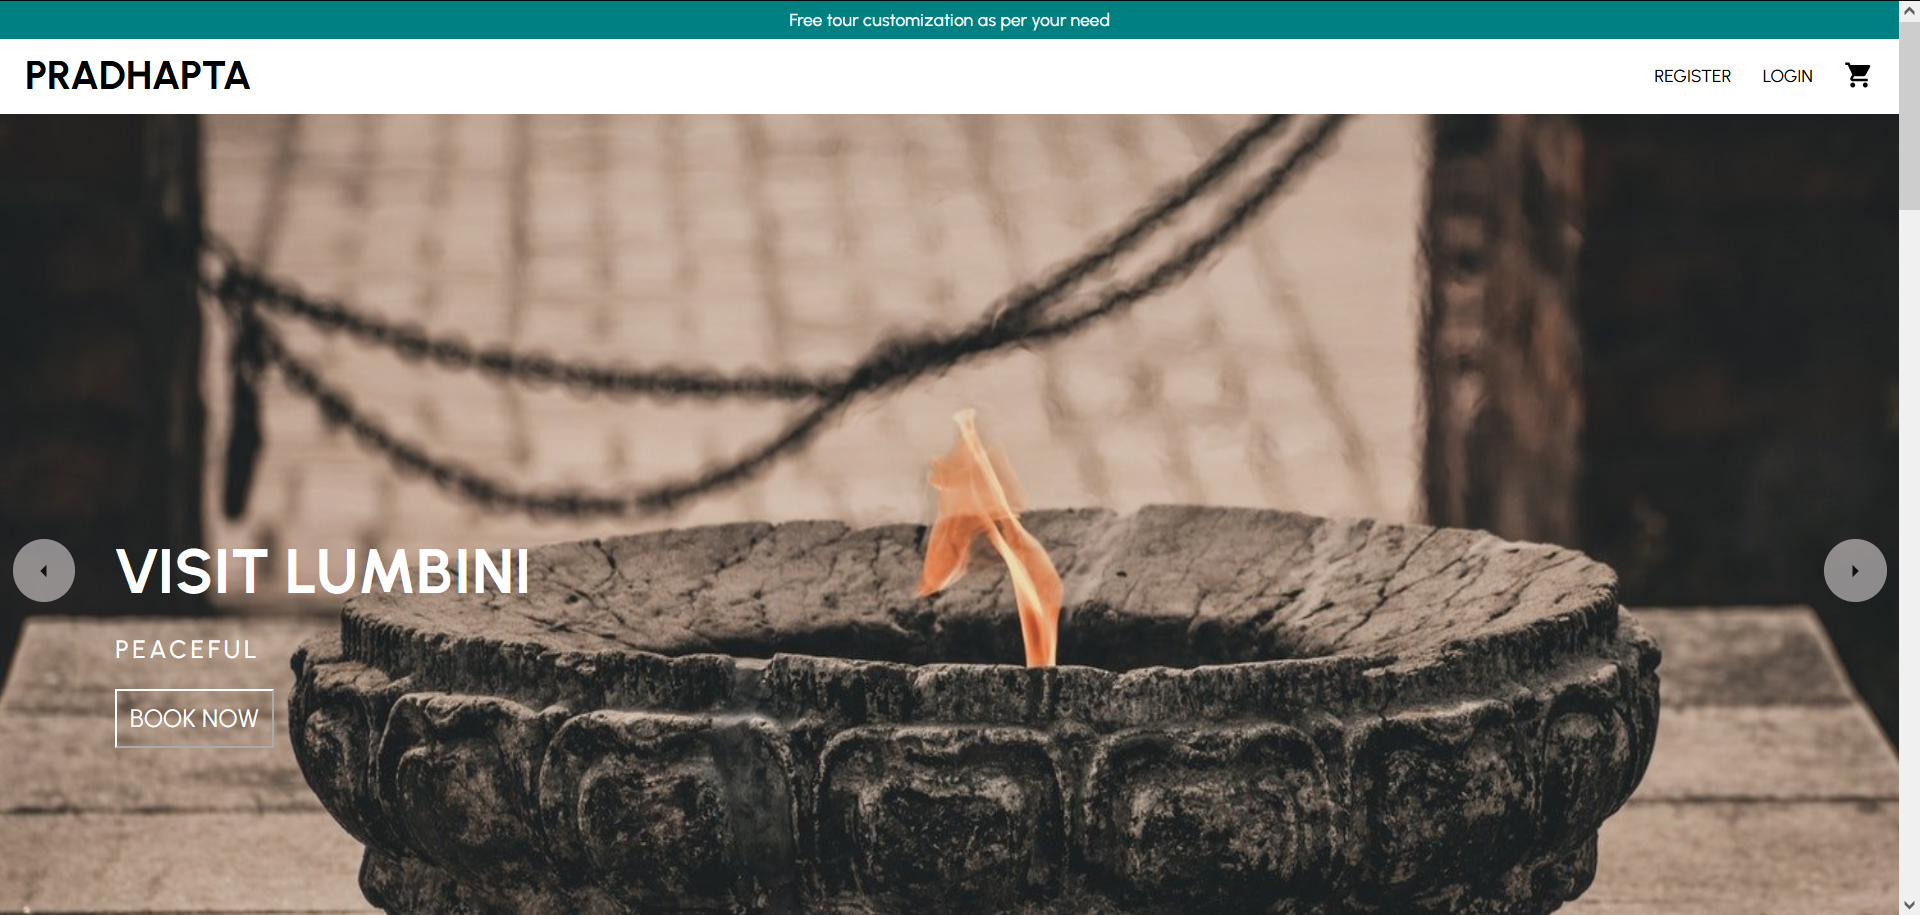 Free tour customization as per your need
PRADHAPTA
REGISTER
LOGIN
VISIT LUMBINI
PEACEFUL
BOOK NOW